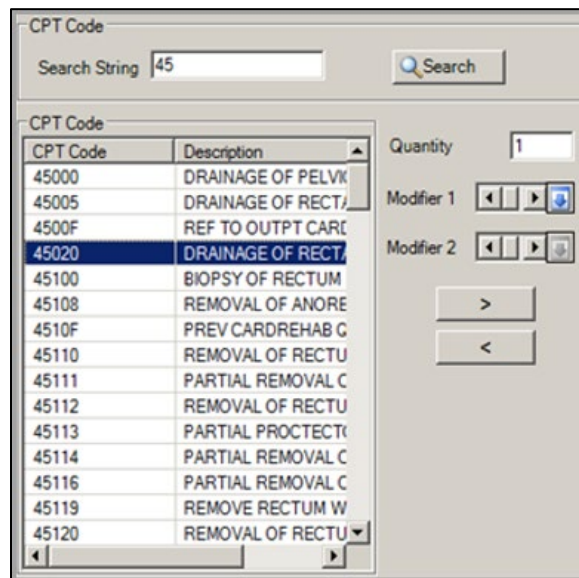 CPT Code
Search String 45 Search
CPT Code
CPT Code Description
45000 DRAINAGE OF PELVI
45005 DRAINAGE OF RECTA
4500F REF TO OUTPT CARD
45020 DRAINAGE OF RECTA
45100 BIOPSY OF RECTUM
45108 REMOVAL OF ANORE
4510F PREV CARDREHAB Q
45110 REMOVAL OF RECTU
45111 PARTIAL REMOVAL C
45112 REMOVAL OF RECTU
45113 PARTIAL PROCTECT
45114 PARTIAL REMOVAL C
45116 PARTIAL REMOVAL C
45119 REMOVE RECTUM W
45120 REMOVAL OF RECTU
Quantity 1
Modifier 1
Modifier 2
>
<